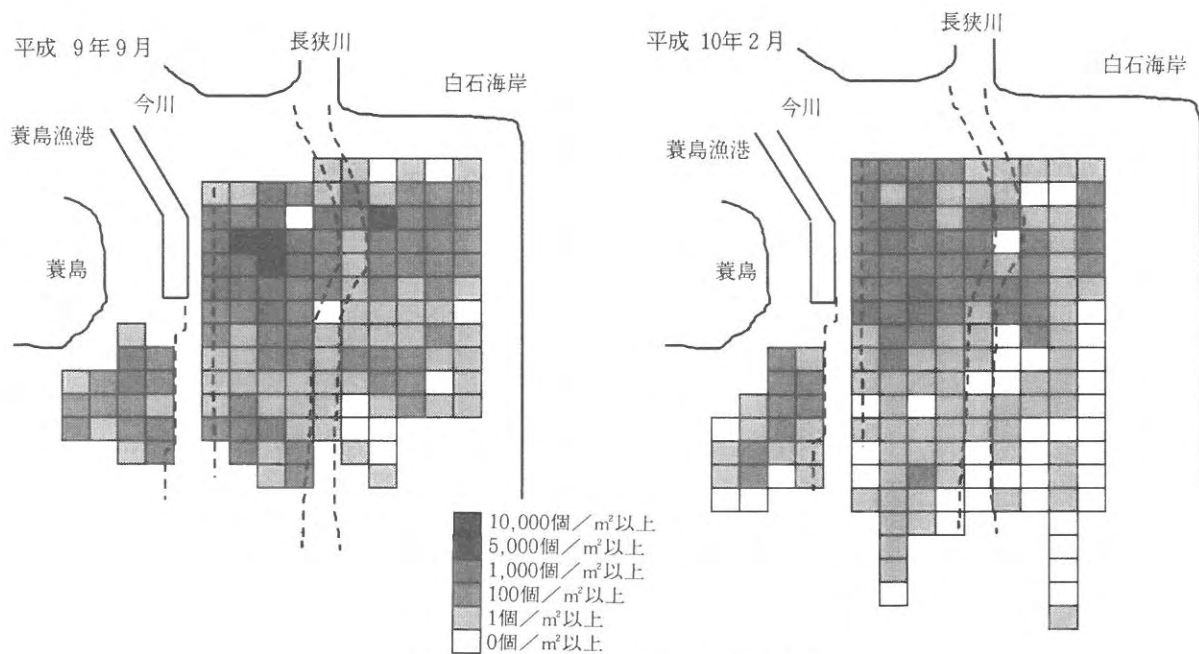 平成 9年9月
長狭川
白石海岸
今川
蓑島漁港
蓑島
平成 10年2月
長狭川
白石海岸
今川
蓑島漁港
蓑島
10,000個／㎡以上
5,000個／㎡以上
1,000個／㎡以上
100個／㎡以上
1個／㎡以上
0個／㎡以上